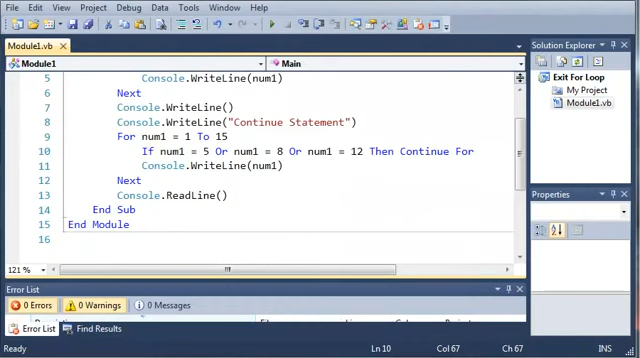 File Edit View Project Debug Data Tools Window Help
Module1.vb
Solution Exp
Module1 Main
Exit For Loop
My Project
Module1.vb
5 Console.WriteLine(num1)
6 Next
7 Console.WriteLine()
8 Console.WriteLine("Continue Statement")
9 For num1 = 1 To 15
10 If num1 = 5 Or num1 = 8 Or num1 = 12 Then Continue For
11 Console.WriteLine(num1)
12 Next
13 Console.ReadLine()
14 End Sub
15 End Module
16
Properties
121 %
Error List
0 Errors 0 Warnings 0 Messages
Error List Find Results
Ready Ln 10 Col 67 Ch 67 INS